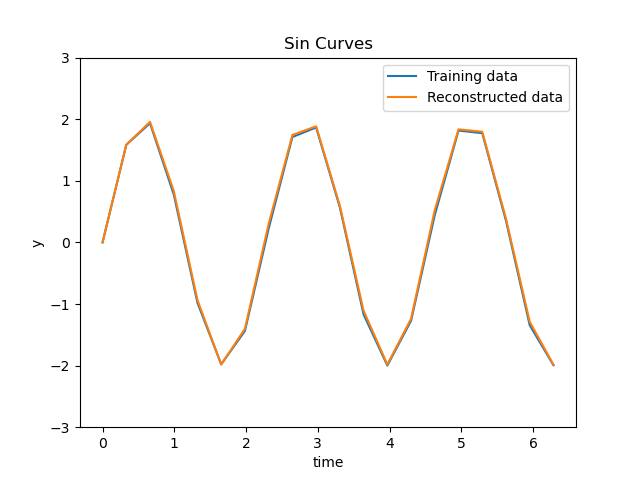 Sin Curves
Training data
Reconstructed data
3
2
1
0
−1
−2
−3
y
0 1 2 3 4 5 6
time